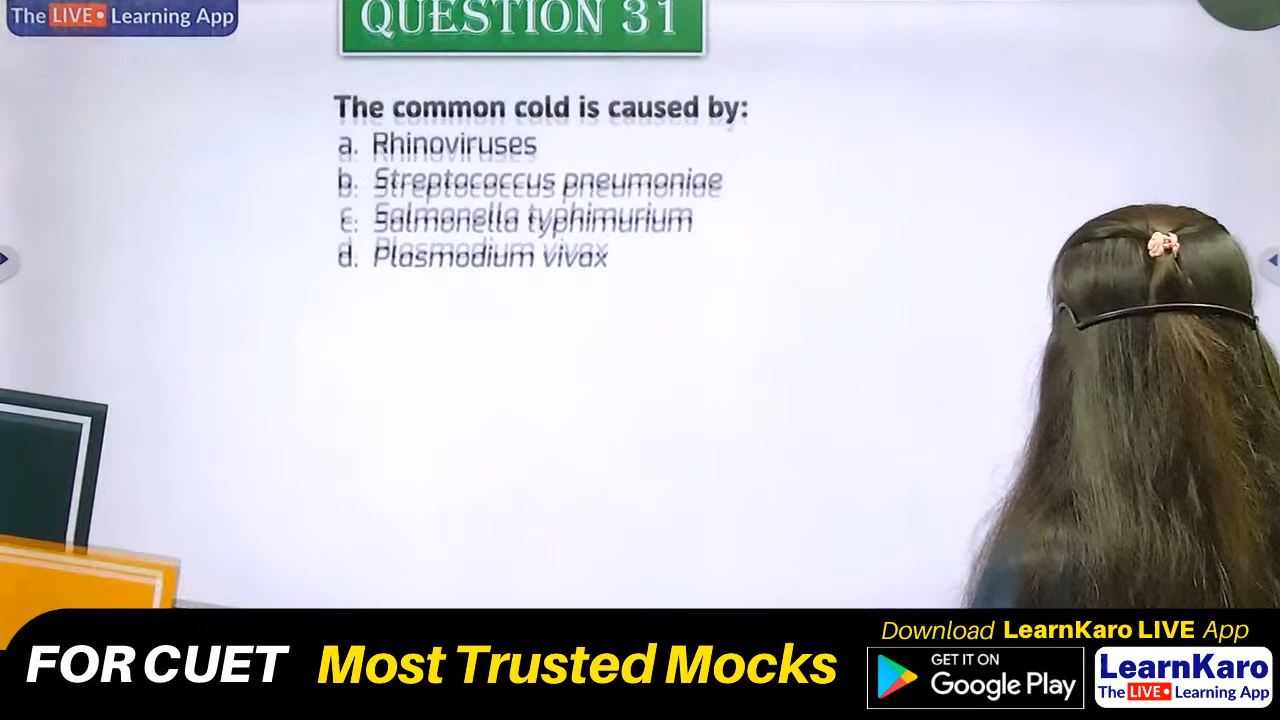 The LIVE Learning App
QUESTION 31
The common cold is caused by:
a. Rhinoviruses
b. Streptococcus pneumoniae
c. Salmonella typhimurium
d. Plasmodium vivax
FOR CUET Most Trusted Mocks
Download LearnKaro LIVE App
GET IT ON
Google Play
LearnKaro
The LIVE Learning App